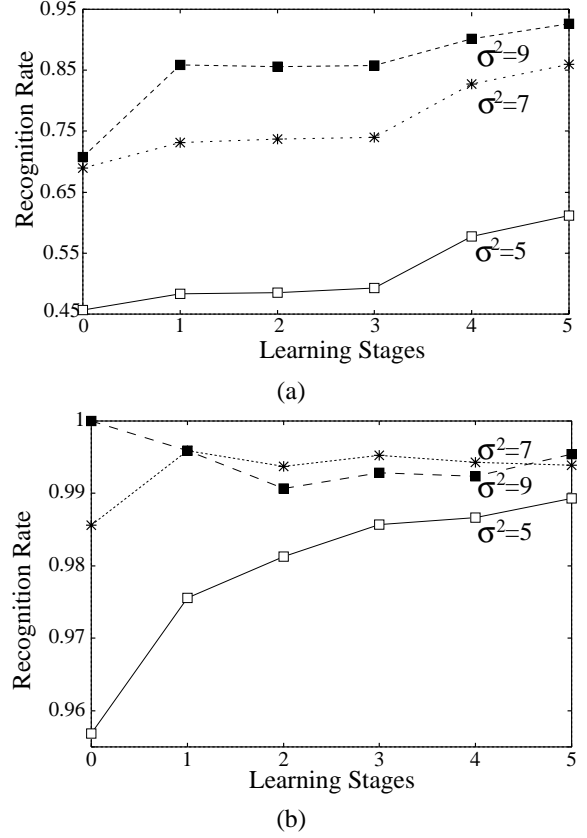 0.95
0.85
0.75
0.65
0.55
0.45
Recognition Rate
σ²=9
σ²=7
σ²=5
0 1 2 3 4 5
Learning Stages
(a)
1
0.99
0.98
0.97
0.96
Recognition Rate
σ²=7
σ²=9
σ²=5
0 1 2 3 4 5
Learning Stages
(b)